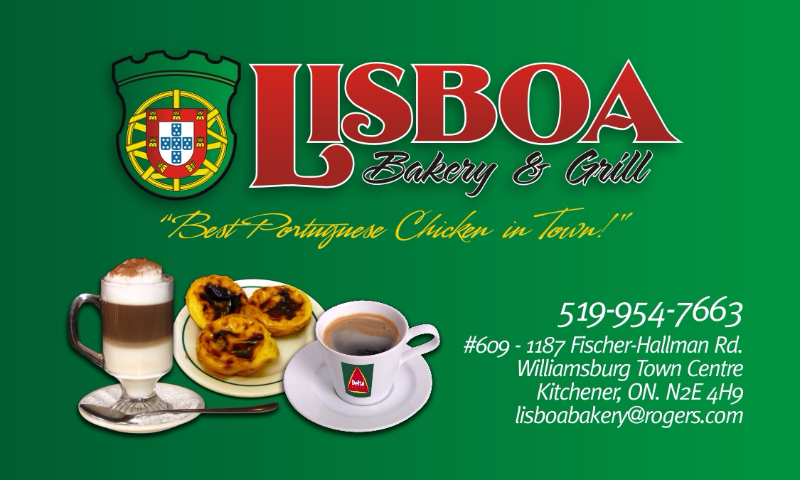 LISBOA
Bakery & Grill
"Best Portuguese Chicken in Town!"
Delta
519-954-7663
#609 - 1187 Fischer-Hallman Rd.
Williamsburg Town Centre
Kitchener, ON. N2E 4H9
lisboabakery@rogers.com